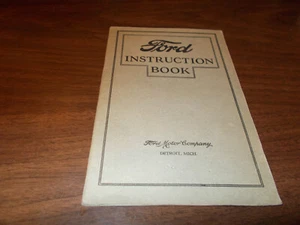 Ford
INSTRUCTION
BOOK
Ford Motor Company
DETROIT, MICH.